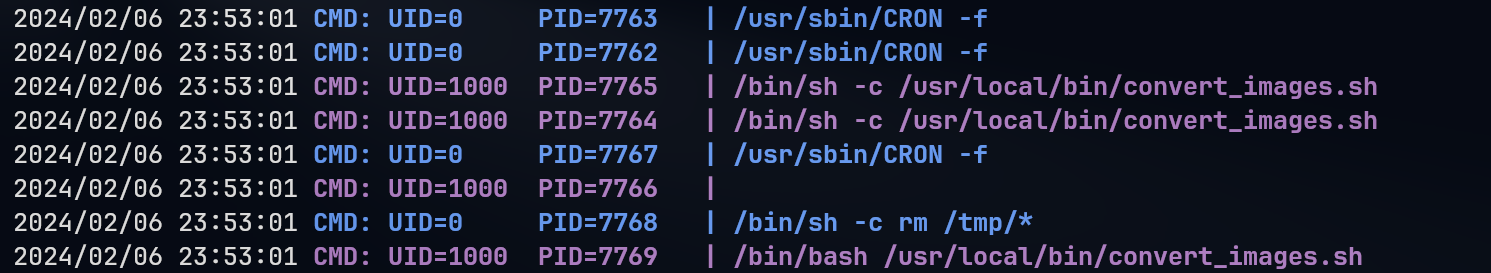 2024/02/06 23:53:01 CMD: UID=0     PID=7763   | /usr/sbin/CRON -f
2024/02/06 23:53:01 CMD: UID=0     PID=7762   | /usr/sbin/CRON -f
2024/02/06 23:53:01 CMD: UID=1000  PID=7765   | /bin/sh -c /usr/local/bin/convert_images.sh
2024/02/06 23:53:01 CMD: UID=1000  PID=7764   | /bin/sh -c /usr/local/bin/convert_images.sh
2024/02/06 23:53:01 CMD: UID=0     PID=7767   | /usr/sbin/CRON -f
2024/02/06 23:53:01 CMD: UID=1000  PID=7766   |
2024/02/06 23:53:01 CMD: UID=0     PID=7768   | /bin/sh -c rm /tmp/*
2024/02/06 23:53:01 CMD: UID=1000  PID=7769   | /bin/bash /usr/local/bin/convert_images.sh